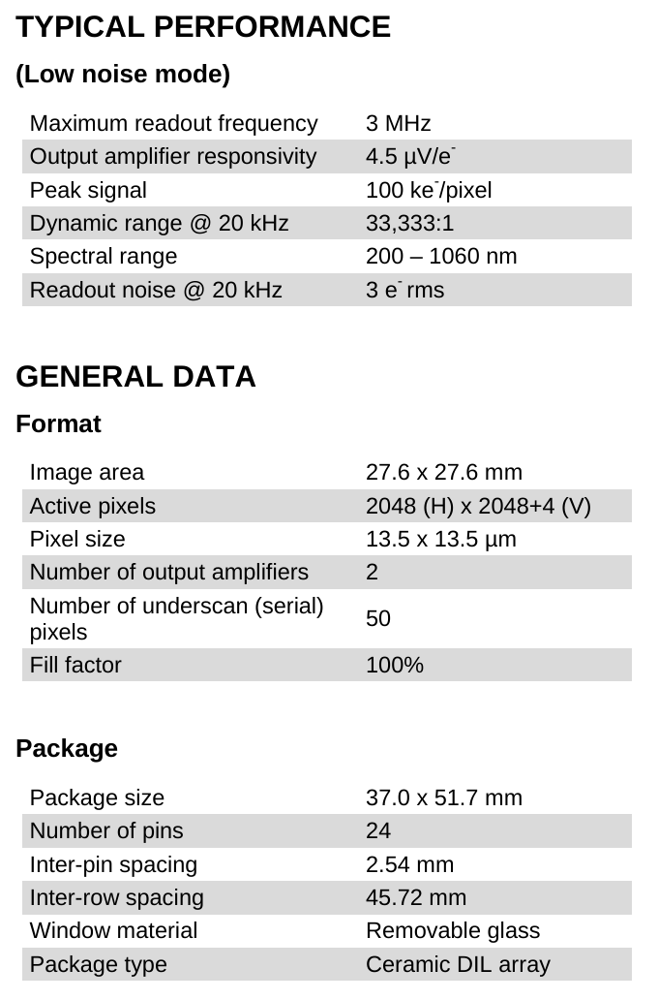 TYPICAL PERFORMANCE
(Low noise mode)
Maximum readout frequency 3 MHz
Output amplifier responsivity 4.5 µV/e⁻
Peak signal 100 ke⁻/pixel
Dynamic range @ 20 kHz 33,333:1
Spectral range 200 – 1060 nm
Readout noise @ 20 kHz 3 e⁻ rms
GENERAL DATA
Format
Image area 27.6 x 27.6 mm
Active pixels 2048 (H) x 2048+4 (V)
Pixel size 13.5 x 13.5 µm
Number of output amplifiers 2
Number of underscan (serial)
pixels 50
Fill factor 100%
Package
Package size 37.0 x 51.7 mm
Number of pins 24
Inter-pin spacing 2.54 mm
Inter-row spacing 45.72 mm
Window material Removable glass
Package type Ceramic DIL array